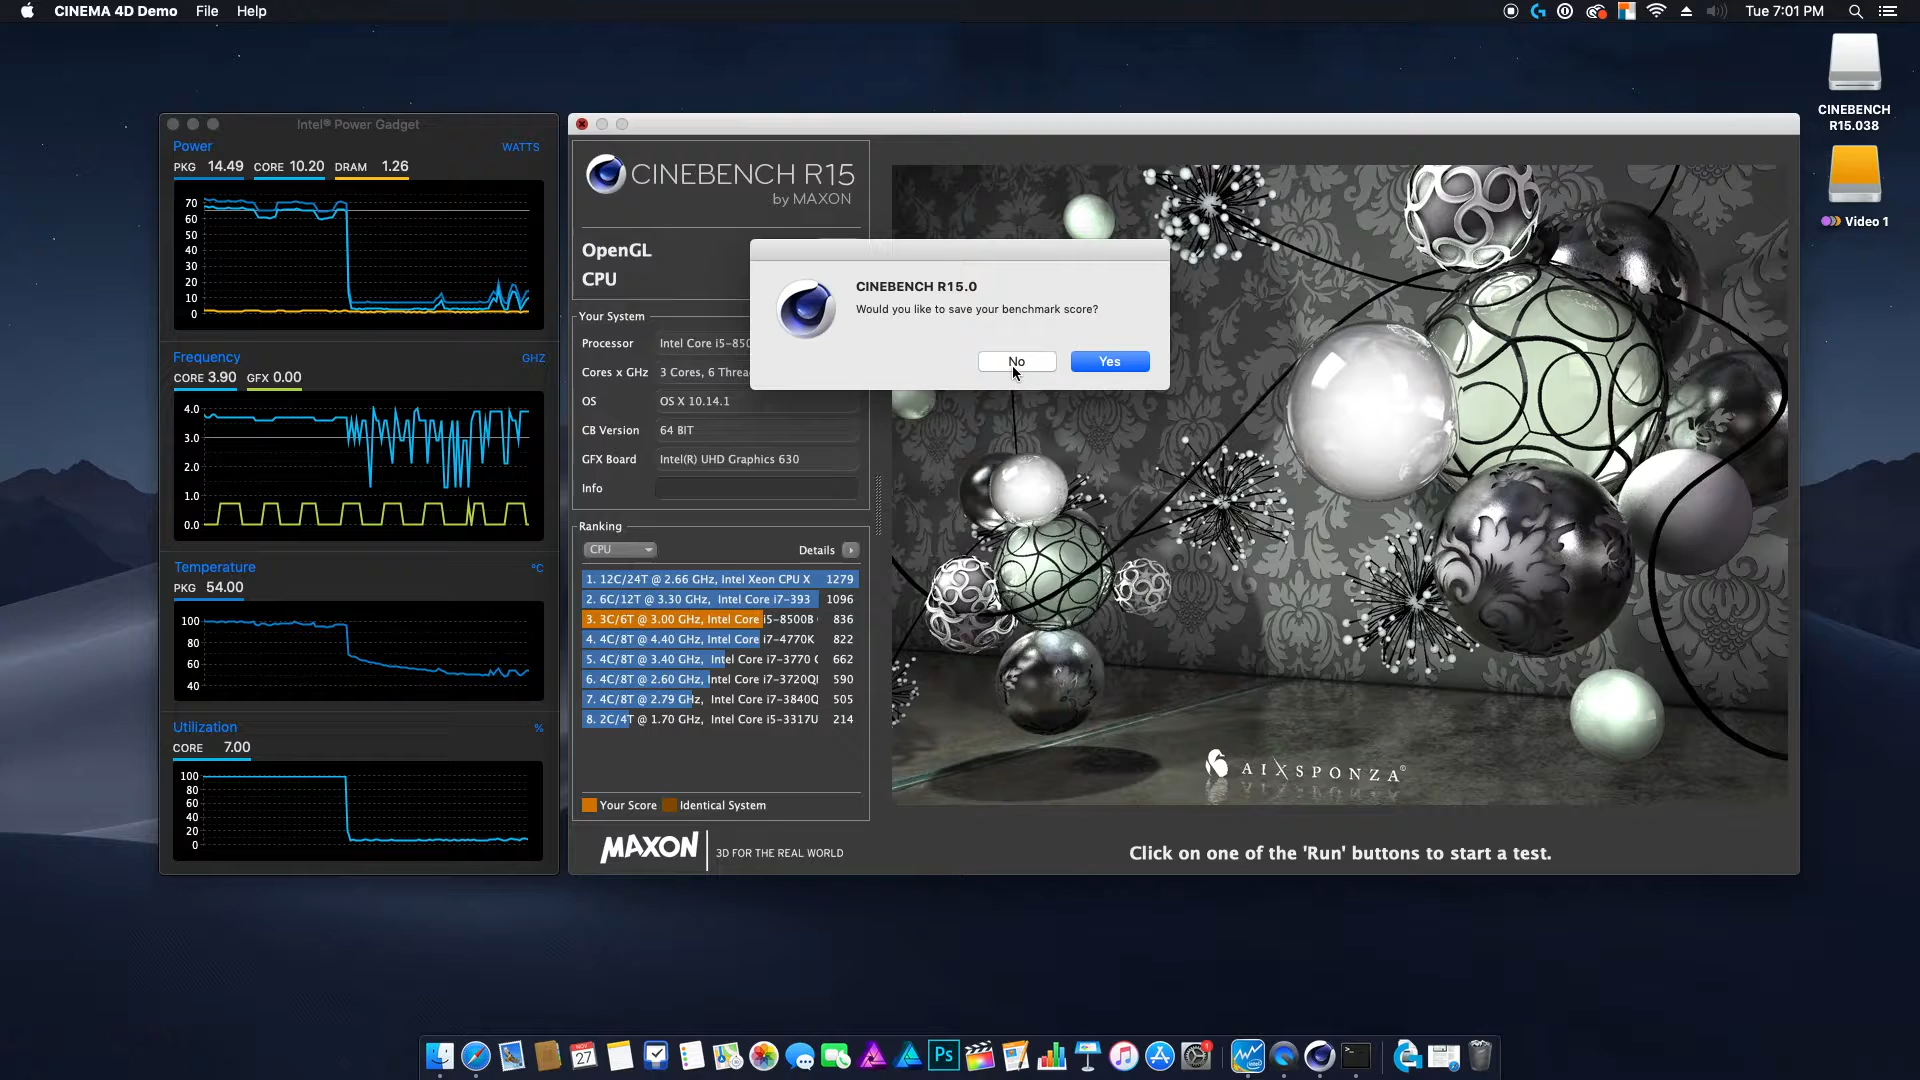 CINEMA 4D Demo File Help
Tue 7:01 PM
CINEBENCH
R15.038
Video 1
Intel® Power Gadget
Power WATTS
PKG 14.49 CORE 10.20 DRAM 1.26
70
60
50
40
30
20
10
0
Frequency GHZ
CORE 3.90 GFX 0.00
4.0
3.0
2.0
1.0
0.0
Temperature °C
PKG 54.00
100
80
60
40
Utilization %
CORE 7.00
100
80
60
40
20
0
CINEBENCH R15
by MAXON
OpenGL
CPU
CINEBENCH R15.0
Would you like to save your benchmark score?
No Yes
Your System
Processor Intel Core i5-850
Cores x GHz 3 Cores, 6 Threa
OS OS X 10.14.1
CB Version 64 BIT
GFX Board Intel(R) UHD Graphics 630
Info
Ranking
CPU Details
1. 12C/24T @ 2.66 GHz, Intel Xeon CPU X 1279
2. 6C/12T @ 3.30 GHz, Intel Core i7-393 1096
3. 3C/6T @ 3.00 GHz, Intel Core i5-8500B 836
4. 4C/8T @ 4.40 GHz, Intel Core i7-4770K 822
5. 4C/8T @ 3.40 GHz, Intel Core i7-3770 662
6. 4C/8T @ 2.60 GHz, Intel Core i7-3720Q 590
7. 4C/8T @ 2.79 GHz, Intel Core i7-3840Q 505
8. 2C/4T @ 1.70 GHz, Intel Core i5-3317U 214
Your Score Identical System
MAXON 3D FOR THE REAL WORLD
AIXSPONZA©
Click on one of the 'Run' buttons to start a test.
NOV
27
Ps
1